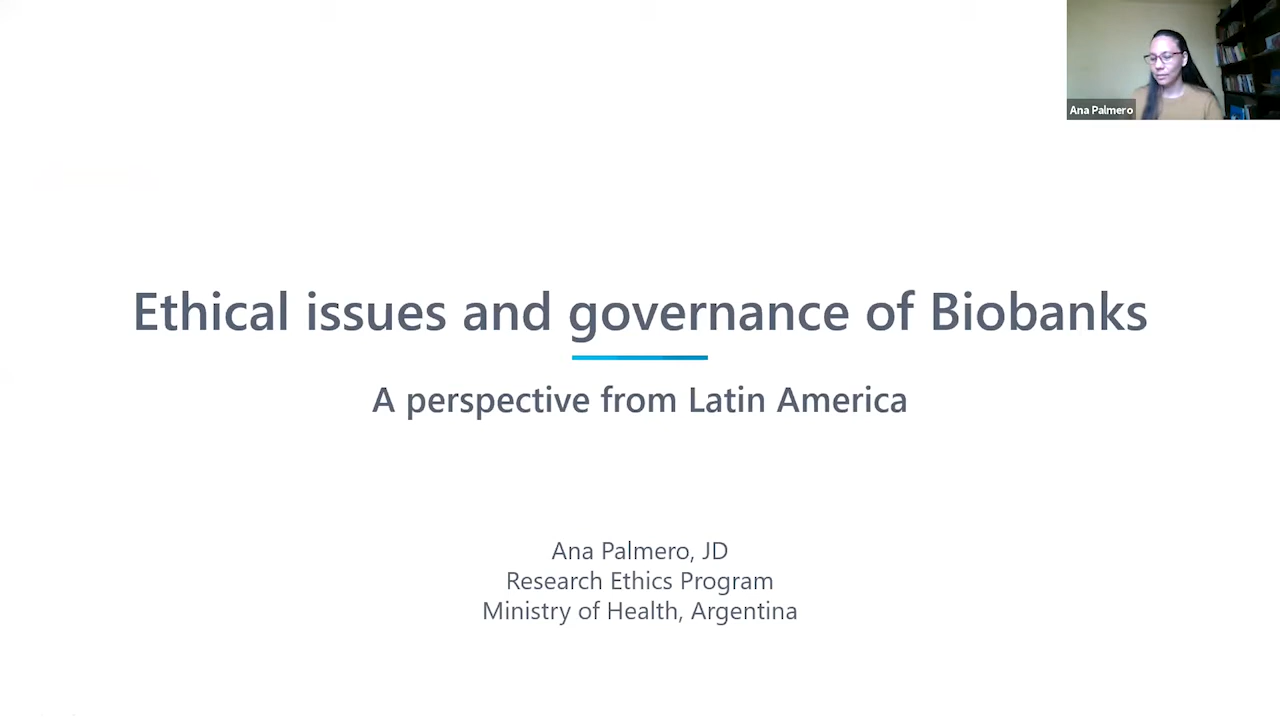 Ana Palmero
Ethical issues and governance of Biobanks
A perspective from Latin America
Ana Palmero, JD
Research Ethics Program
Ministry of Health, Argentina